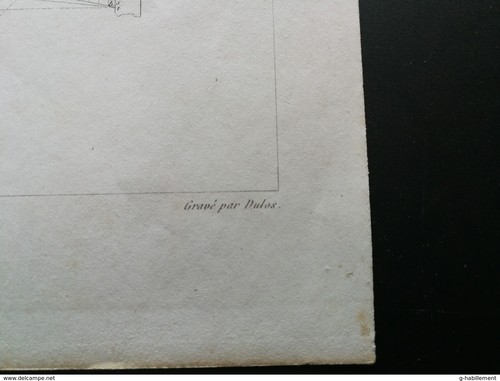 Gravé par Dulos.
www.delcampe.net
g-habillement